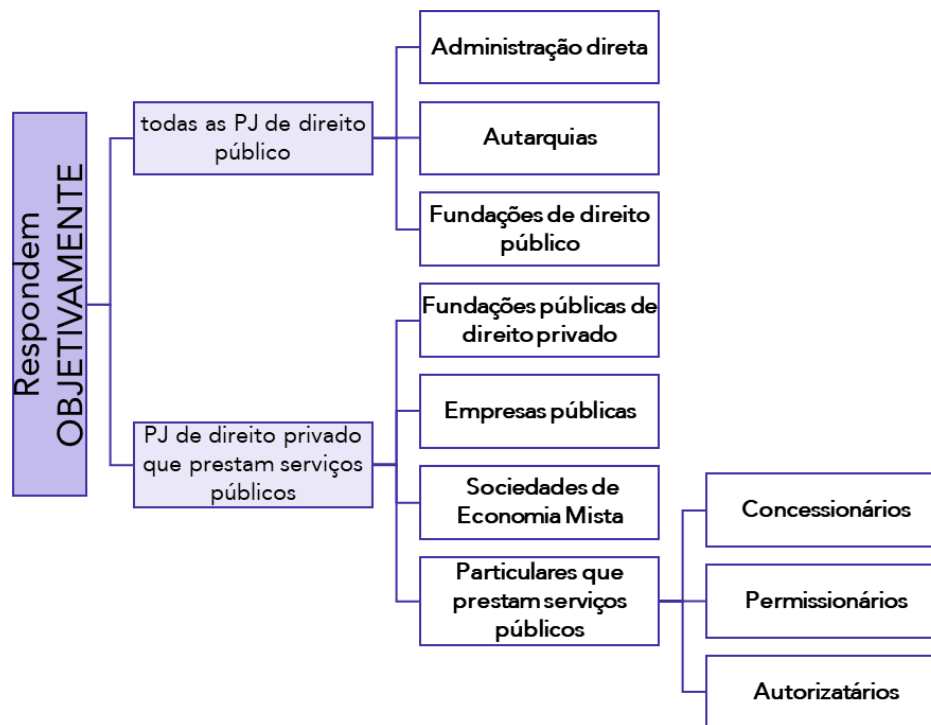 Respondem
OBJETIVAMENTE
todas as PJ de direito
público
Administração direta
Autarquias
Fundações de direito
público
PJ de direito privado
que prestam serviços
públicos
Fundações públicas de
direito privado
Empresas públicas
Sociedades de
Economia Mista
Particulares que
prestam serviços
públicos
Concessionários
Permissionários
Autorizatários